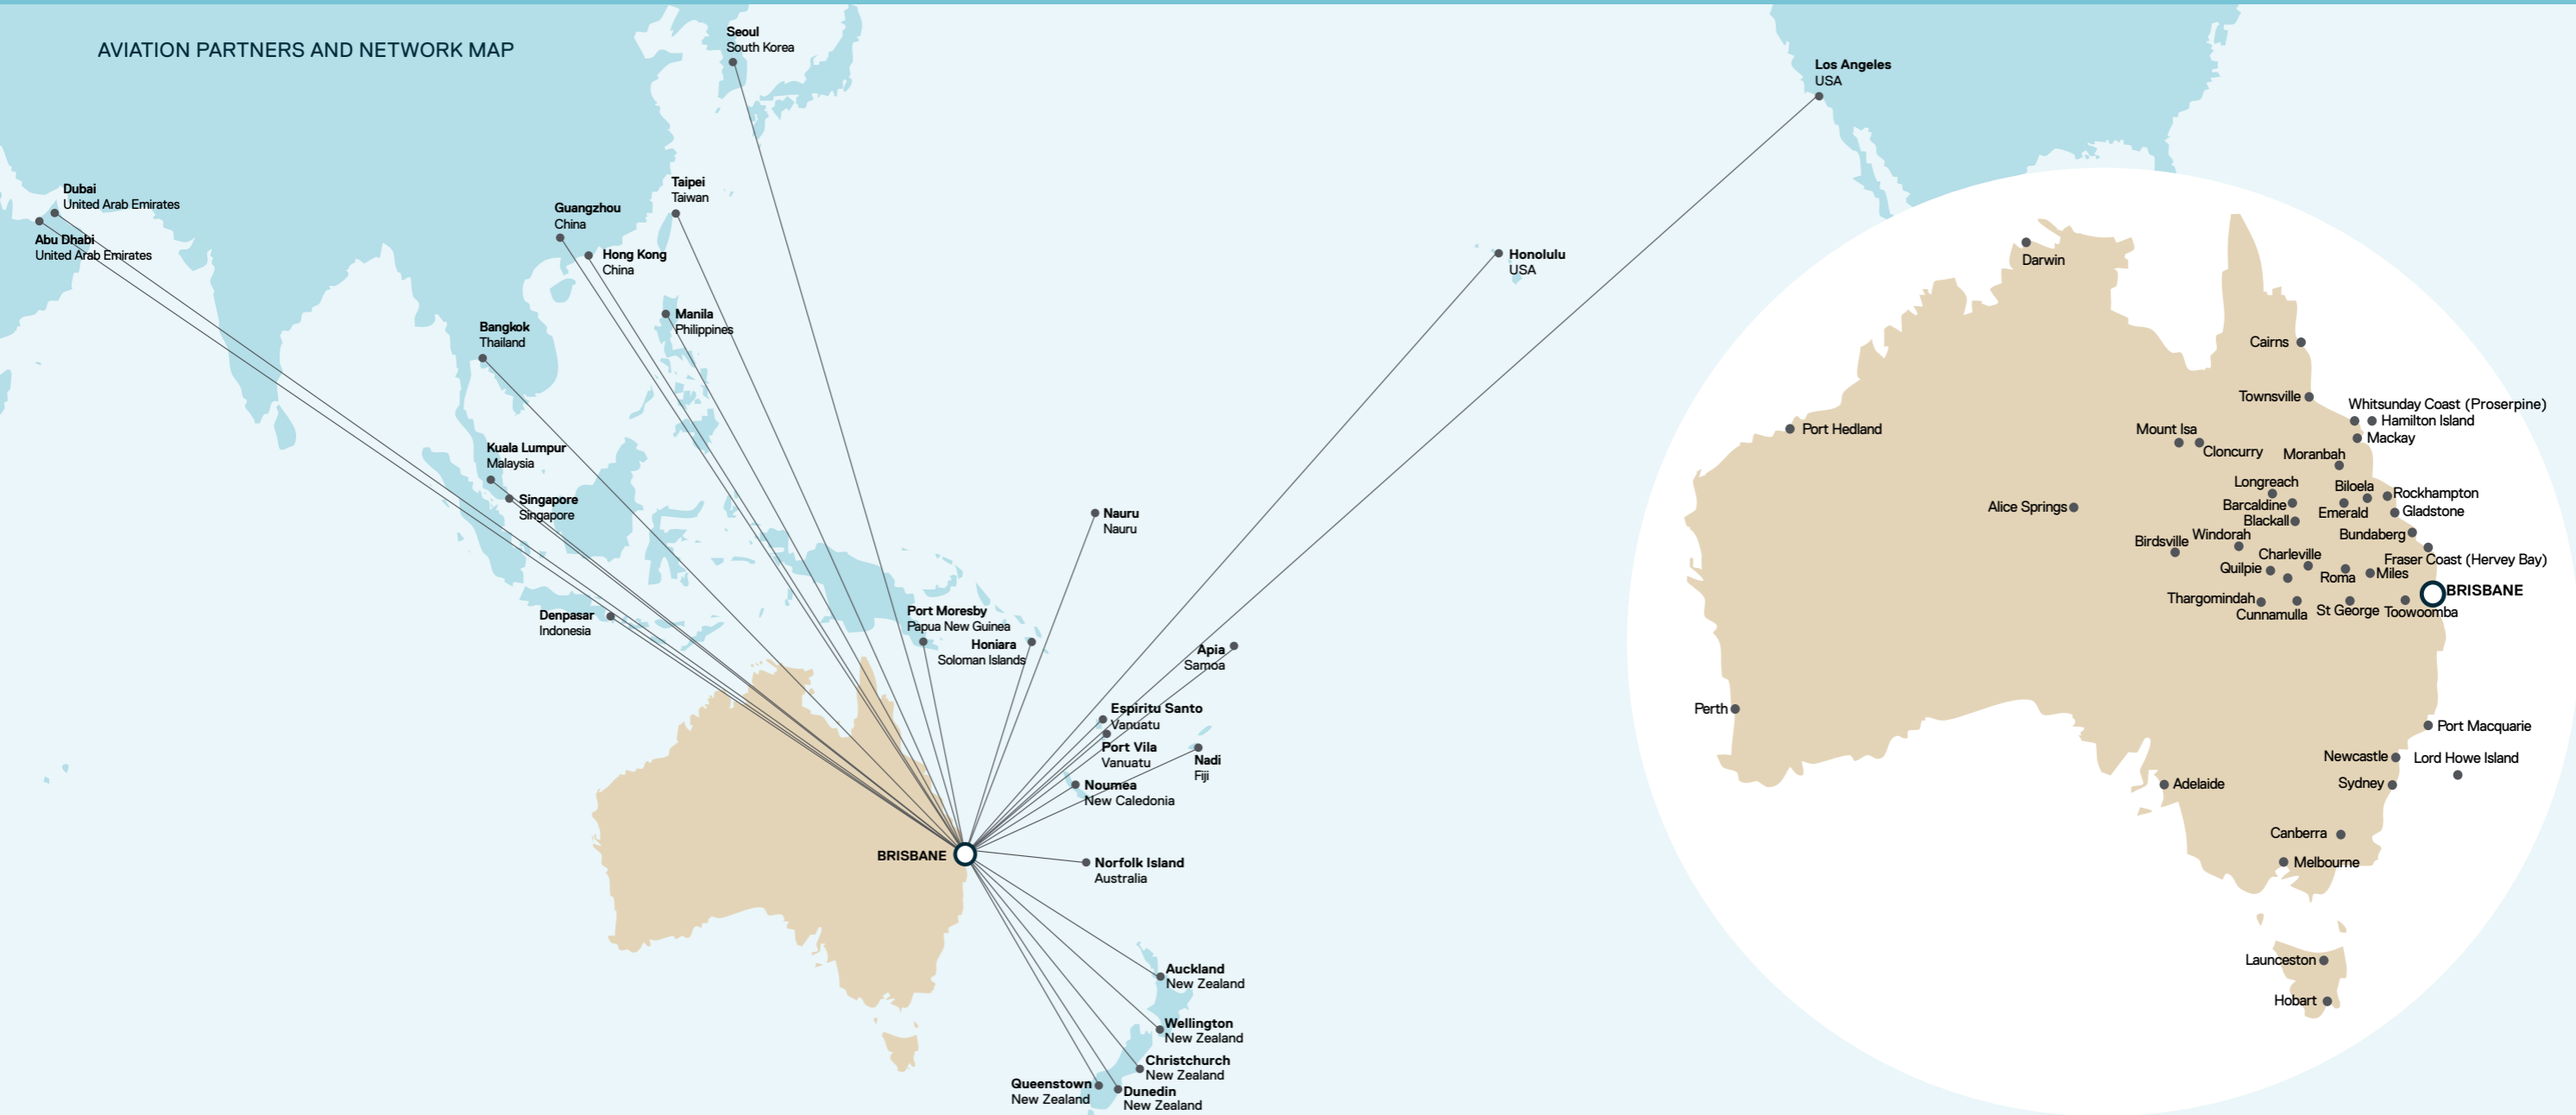 AVIATION PARTNERS AND NETWORK MAP
Seoul
South Korea
Los Angeles
USA
Dubai
United Arab Emirates
Abu Dhabi
United Arab Emirates
Taipei
Taiwan
Guangzhou
China
Hong Kong
China
Honolulu
USA
Manila
Philippines
Bangkok
Thailand
Kuala Lumpur
Malaysia
Singapore
Singapore
Nauru
Nauru
Denpasar
Indonesia
Port Moresby
Papua New Guinea
Honiara
Soloman Islands
Apia
Samoa
Espiritu Santo
Vanuatu
Port Vila
Vanuatu
Nadi
Fiji
Noumea
New Caledonia
BRISBANE
Norfolk Island
Australia
Auckland
New Zealand
Wellington
New Zealand
Christchurch
New Zealand
Queenstown
New Zealand
Dunedin
New Zealand
Darwin
Cairns
Townsville
Whitsunday Coast (Proserpine)
Hamilton Island
Mackay
Port Hedland
Mount Isa
Cloncurry
Moranbah
Longreach
Biloela
Rockhampton
Barcaldine
Emerald
Gladstone
Alice Springs
Blackall
Birdsville
Windorah
Bundaberg
Charleville
Fraser Coast (Hervey Bay)
Quilpie
Roma
Miles
BRISBANE
Thargomindah
Cunnamulla
St George
Toowoomba
Perth
Port Macquarie
Newcastle
Lord Howe Island
Adelaide
Sydney
Canberra
Melbourne
Launceston
Hobart